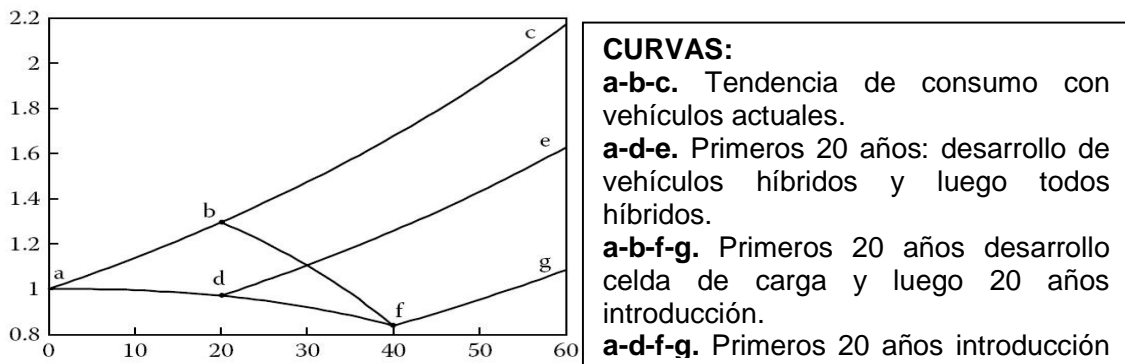 2.2
2
1.8
1.6
1.4
1.2
1
0.8
0 10 20 30 40 50 60
a
b
c
d
e
f
g
CURVAS:
a-b-c. Tendencia de consumo con
vehículos actuales.
a-d-e. Primeros 20 años: desarrollo de
vehículos híbridos y luego todos
híbridos.
a-b-f-g. Primeros 20 años desarrollo
celda de carga y luego 20 años
introducción.
a-d-f-g. Primeros 20 años introducción